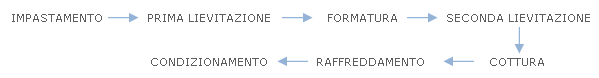 IMPASTAMENTO PRIMA LIEVITAZIONE FORMATURA SECONDA LIEVITAZIONE
CONDIZIONAMENTO RAFFREDDAMENTO COTTURA